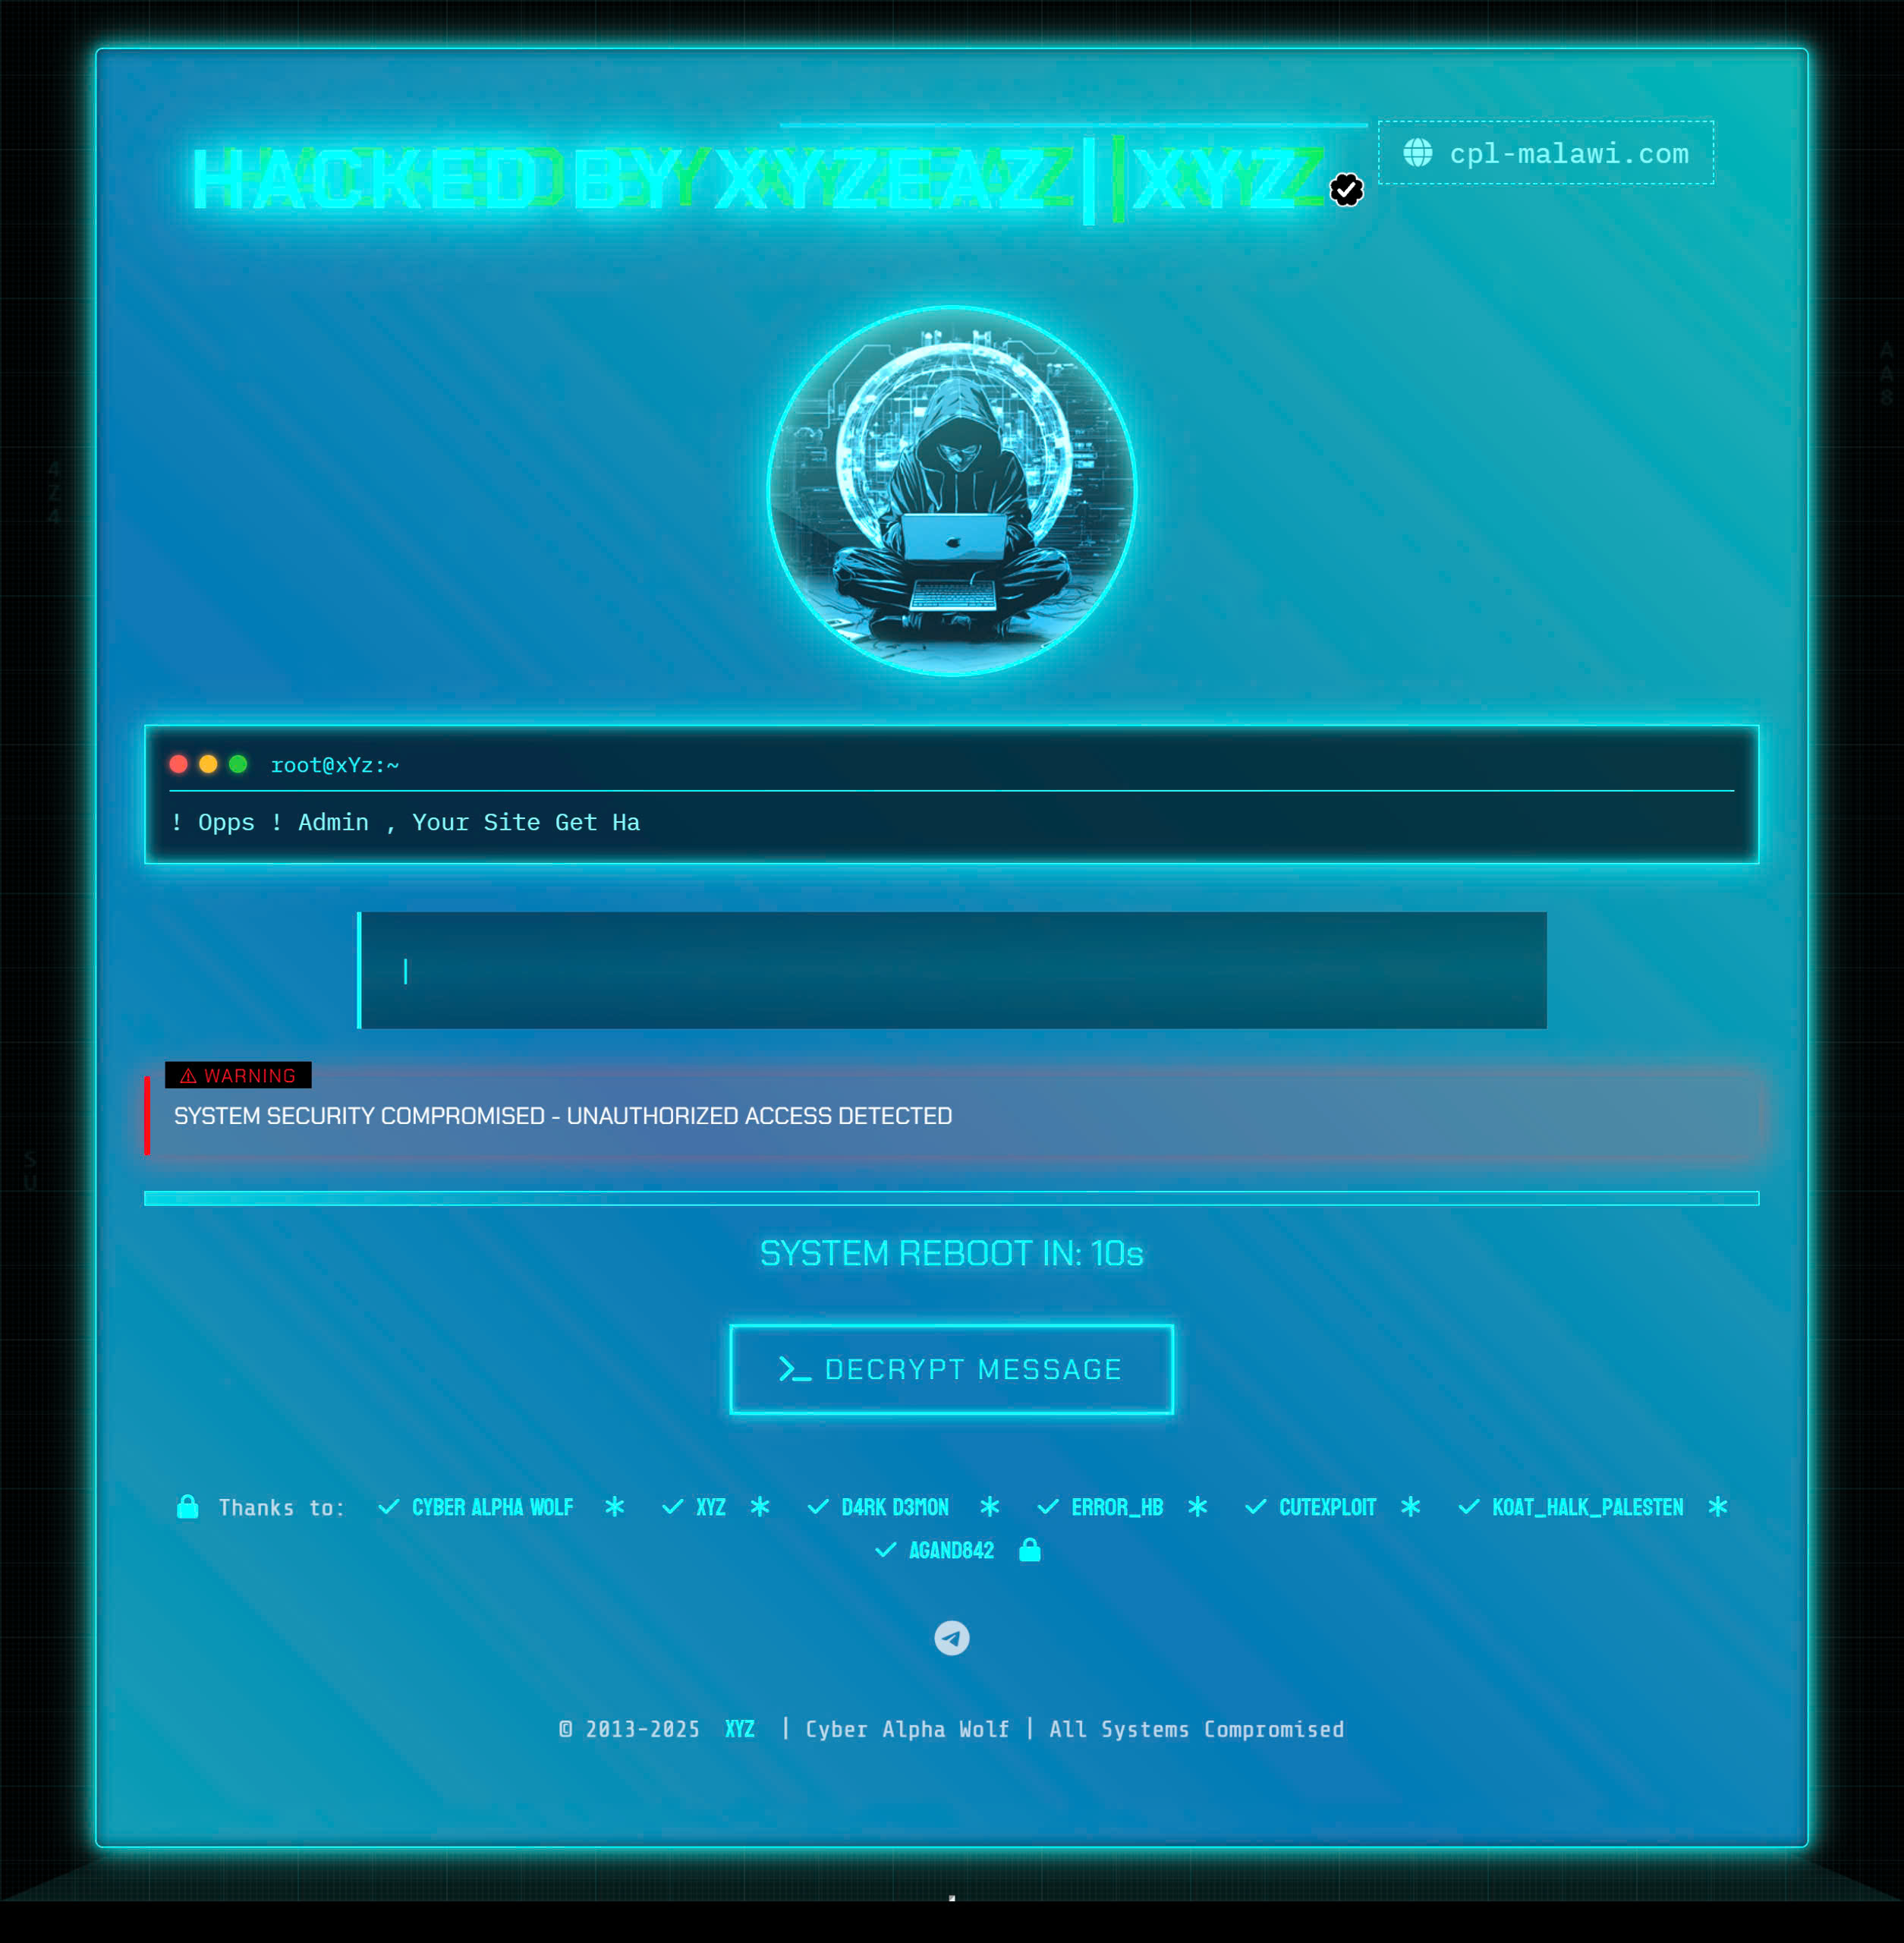 HACKED BY XYZEAZ||XYZ
cpl-malawi.com
root@xYz:~
! Opps ! Admin , Your Site Get Ha
|
WARNING
SYSTEM SECURITY COMPROMISED - UNAUTHORIZED ACCESS DETECTED
SYSTEM REBOOT IN: 10s
DECRYPT MESSAGE
Thanks to: CYBER ALPHA WOLF * XYZ * D4RK D3MON * ERROR_HB * CUTEXPLOIT * KOAT_HALK_PALESTEN *
AGAND842
© 2013-2025 XYZ | Cyber Alpha Wolf | All Systems Compromised